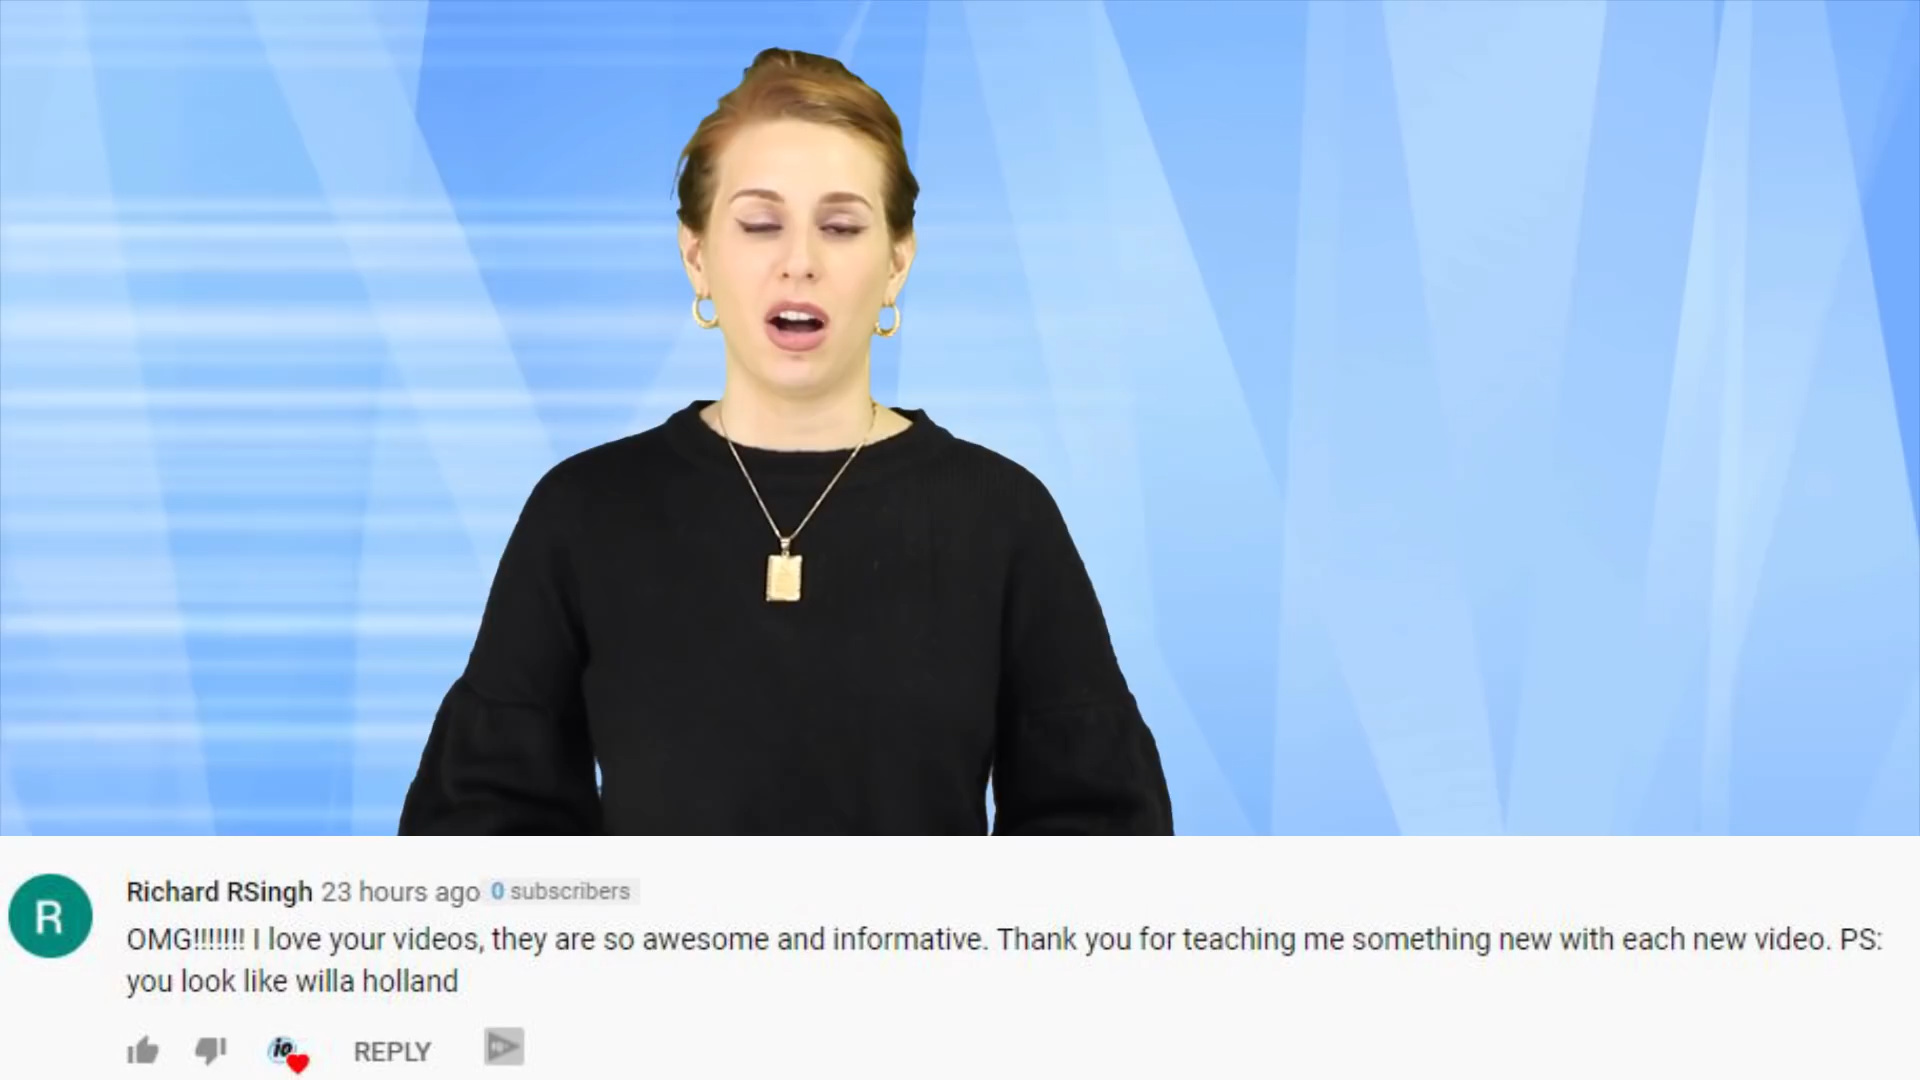 R
Richard RSingh 23 hours ago 0 subscribers
OMG!!!!!!! I love your videos, they are so awesome and informative. Thank you for teaching me something new with each new video. PS:
you look like willa holland
io REPLY